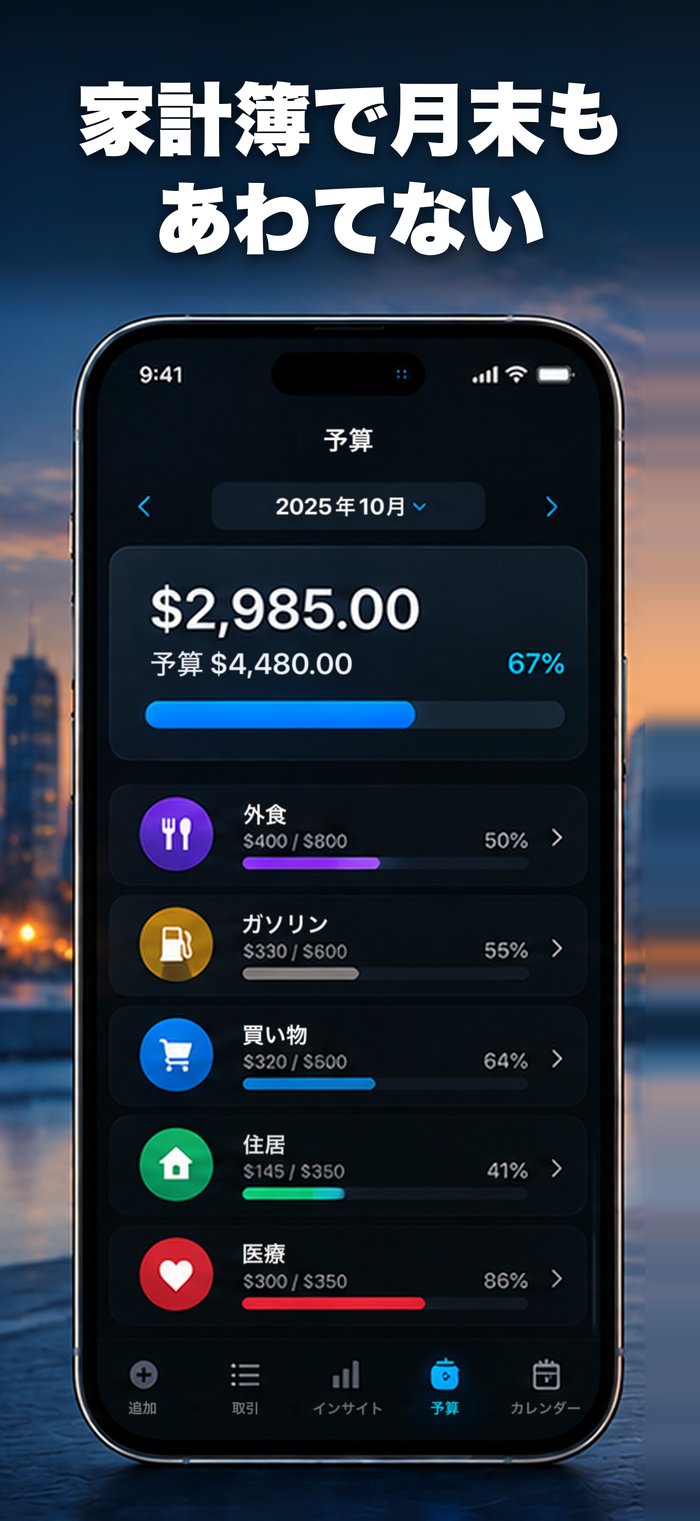 家計簿で月末も
あわてない
9:41
予算
2025年10月
$2,985.00
予算 $4,480.00
67%
外食
$400 / $800
50%
ガソリン
$330 / $600
55%
買い物
$320 / $600
64%
住居
$145 / $350
41%
医療
$300 / $350
86%
追加
取引
インサイト
予算
カレンダー